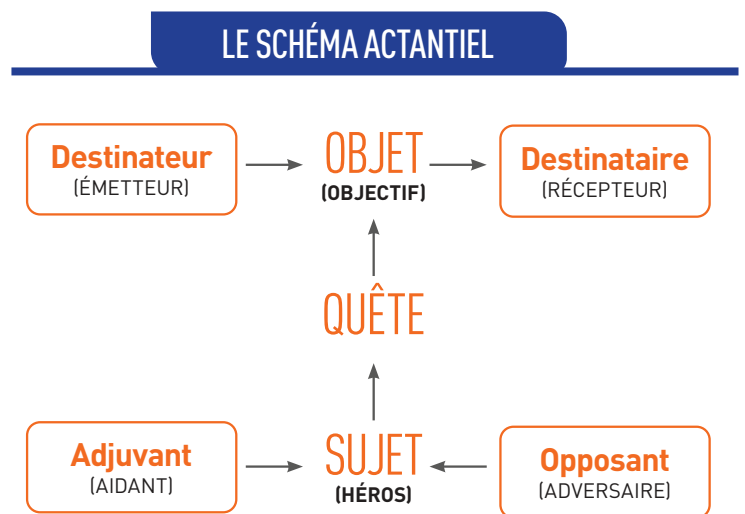 LE SCHÉMA ACTANTIEL
Destinateur
(ÉMETTEUR)
OBJET
(OBJECTIF)
Destinataire
(RÉCEPTEUR)
QUÊTE
Adjuvant
(AIDANT)
SUJET
(HÉROS)
Opposant
(ADVERSAIRE)